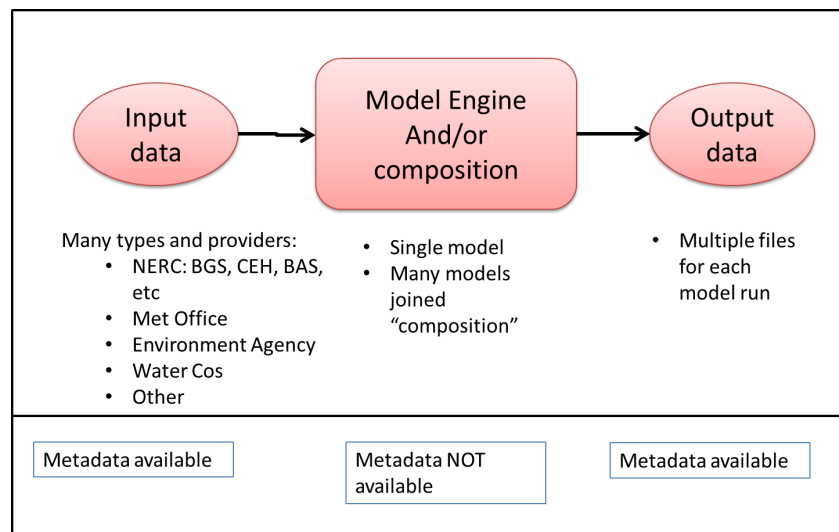 Input
data
Model Engine
And/or
composition
Output
data
Many types and providers:
• NERC: BGS, CEH, BAS,
etc
• Met Office
• Environment Agency
• Water Cos
• Other
• Single model
• Many models
joined
“composition”
• Multiple files
for each
model run
Metadata available
Metadata NOT
available
Metadata available